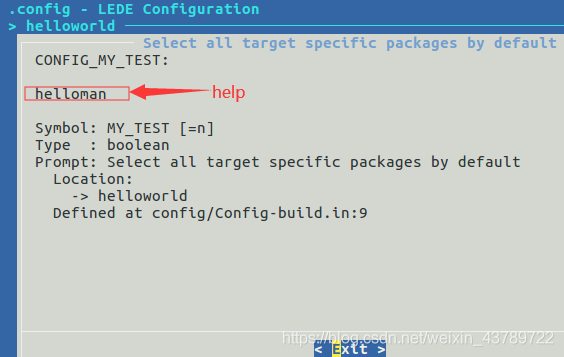 .config - LEDE Configuration
> helloworld
Select all target specific packages by default
CONFIG_MY_TEST:
helloman
help
Symbol: MY_TEST [=n]
Type : boolean
Prompt: Select all target specific packages by default
Location:
-> helloworld
Defined at config/Config-build.in:9
https://blog.csdn.net/weixin_43789722
< Exit >